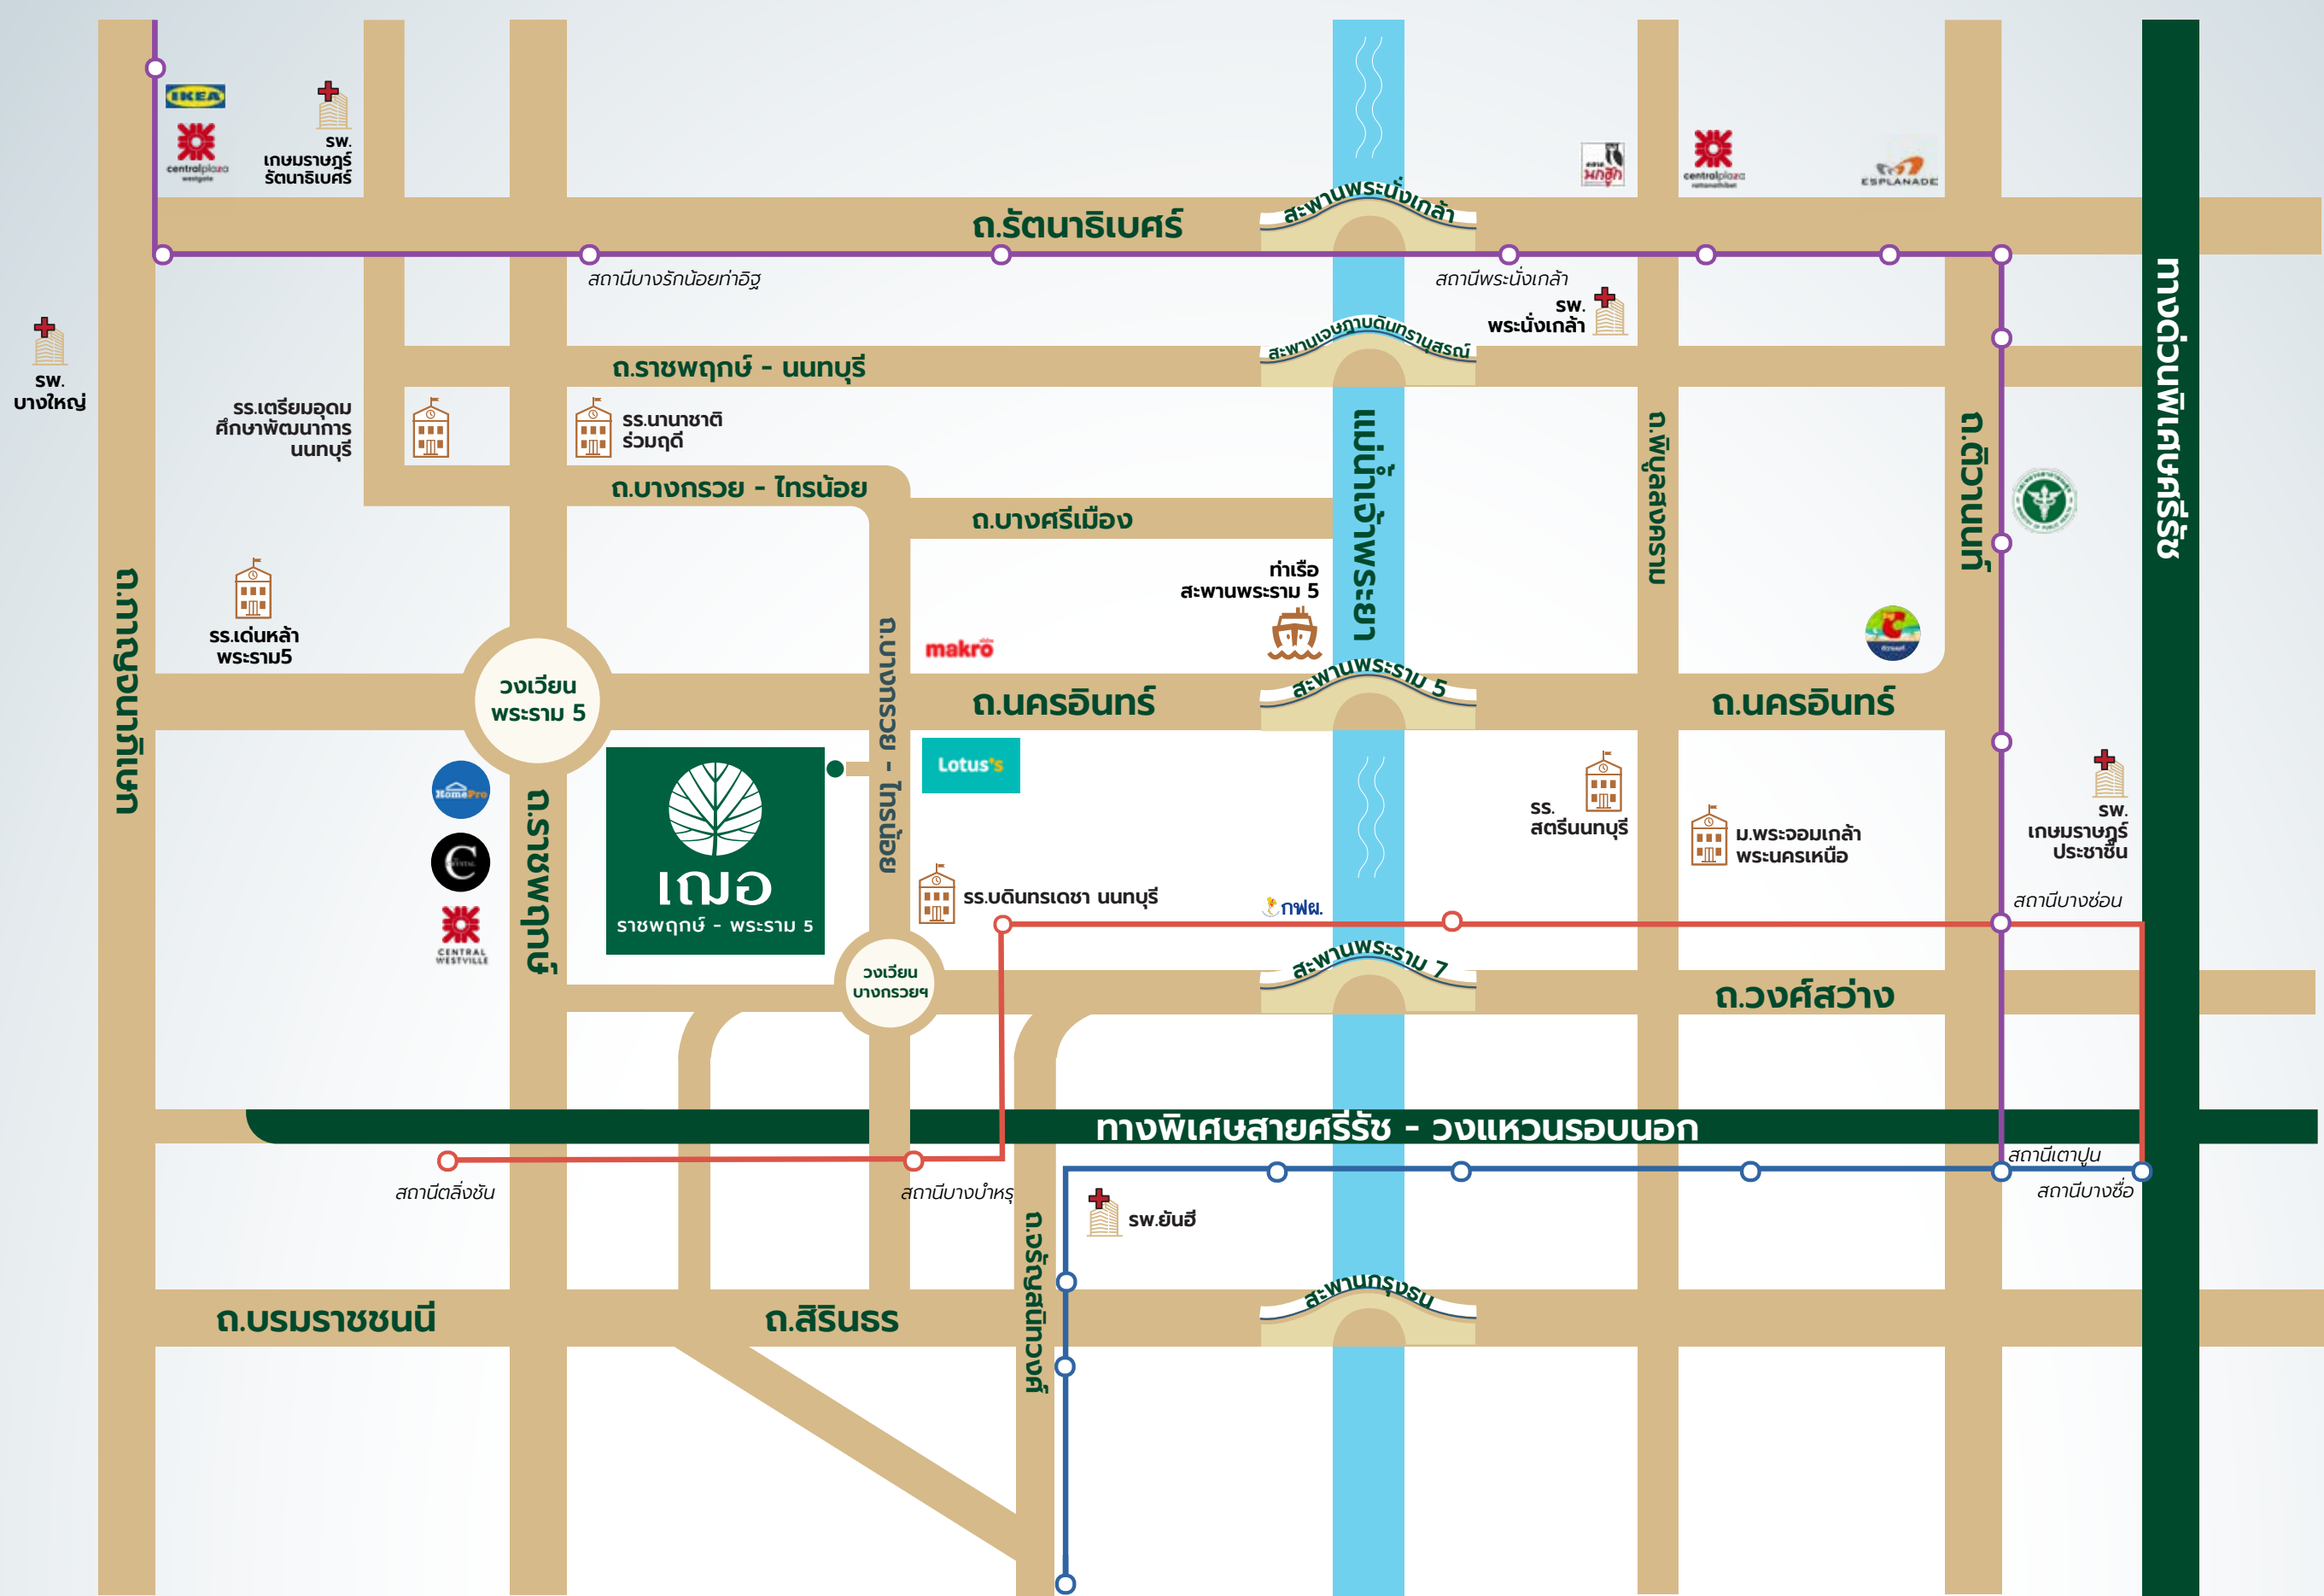 IKEA
centralplaza
westgate
รพ.
เกษมราษฎร์
รัตนาธิเบศร์
ถ.รัตนาธิเบศร์
สะพานพระนั่งเกล้า
ตลาด
นกฮูก
centralplaza
rattanathibet
ESPLANADE
สถานีบางรักน้อยท่าอิฐ
สถานีพระนั่งเกล้า
รพ.
พระนั่งเกล้า
ทางด่วนพิเศษศรีรัช
รพ.
บางใหญ่
ถ.ราชพฤกษ์ - นนทบุรี
สะพานเจษฎาบดินทรานุสรณ์
รร.เตรียมอุดม
ศึกษาพัฒนาการ
นนทบุรี
รร.นานาชาติ
ร่วมฤดี
แม่น้ำเจ้าพระยา
ถ.พิบูลสงคราม
ถ.ติวานนท์
ถ.บางกรวย - ไทรน้อย
ถ.บางศรีเมือง
ถ.กาญจนาภิเษก
รร.เด่นหล้า
พระราม5
ท่าเรือ
สะพานพระราม 5
makro
ถ.บางกรวย - ไทรน้อย
วงเวียน
พระราม 5
ถ.นครอินทร์
สะพานพระราม 5
ถ.นครอินทร์
HomePro
CRYSTAL
CENTRAL
WESTVILLE
ถ.ราชพฤกษ์
เฌอ
ราชพฤกษ์ - พระราม 5
Lotus's
รร.
สตรีนนทบุรี
ม.พระจอมเกล้า
พระนครเหนือ
รพ.
เกษมราษฎร์
ประชาชื่น
รร.บดินทรเดชา นนทบุรี
กฟผ.
สถานีบางซ่อน
วงเวียน
บางกรวยฯ
สะพานพระราม 7
ถ.วงศ์สว่าง
ทางพิเศษสายศรีรัช - วงแหวนรอบนอก
สถานีเตาปูน
สถานีบางซื่อ
สถานีตลิ่งชัน
สถานีบางบำหรุ
รพ.ยันฮี
ถ.จรัญสนิทวงศ์
ถ.บรมราชชนนี
ถ.สิรินธร
สะพานกรุงธน